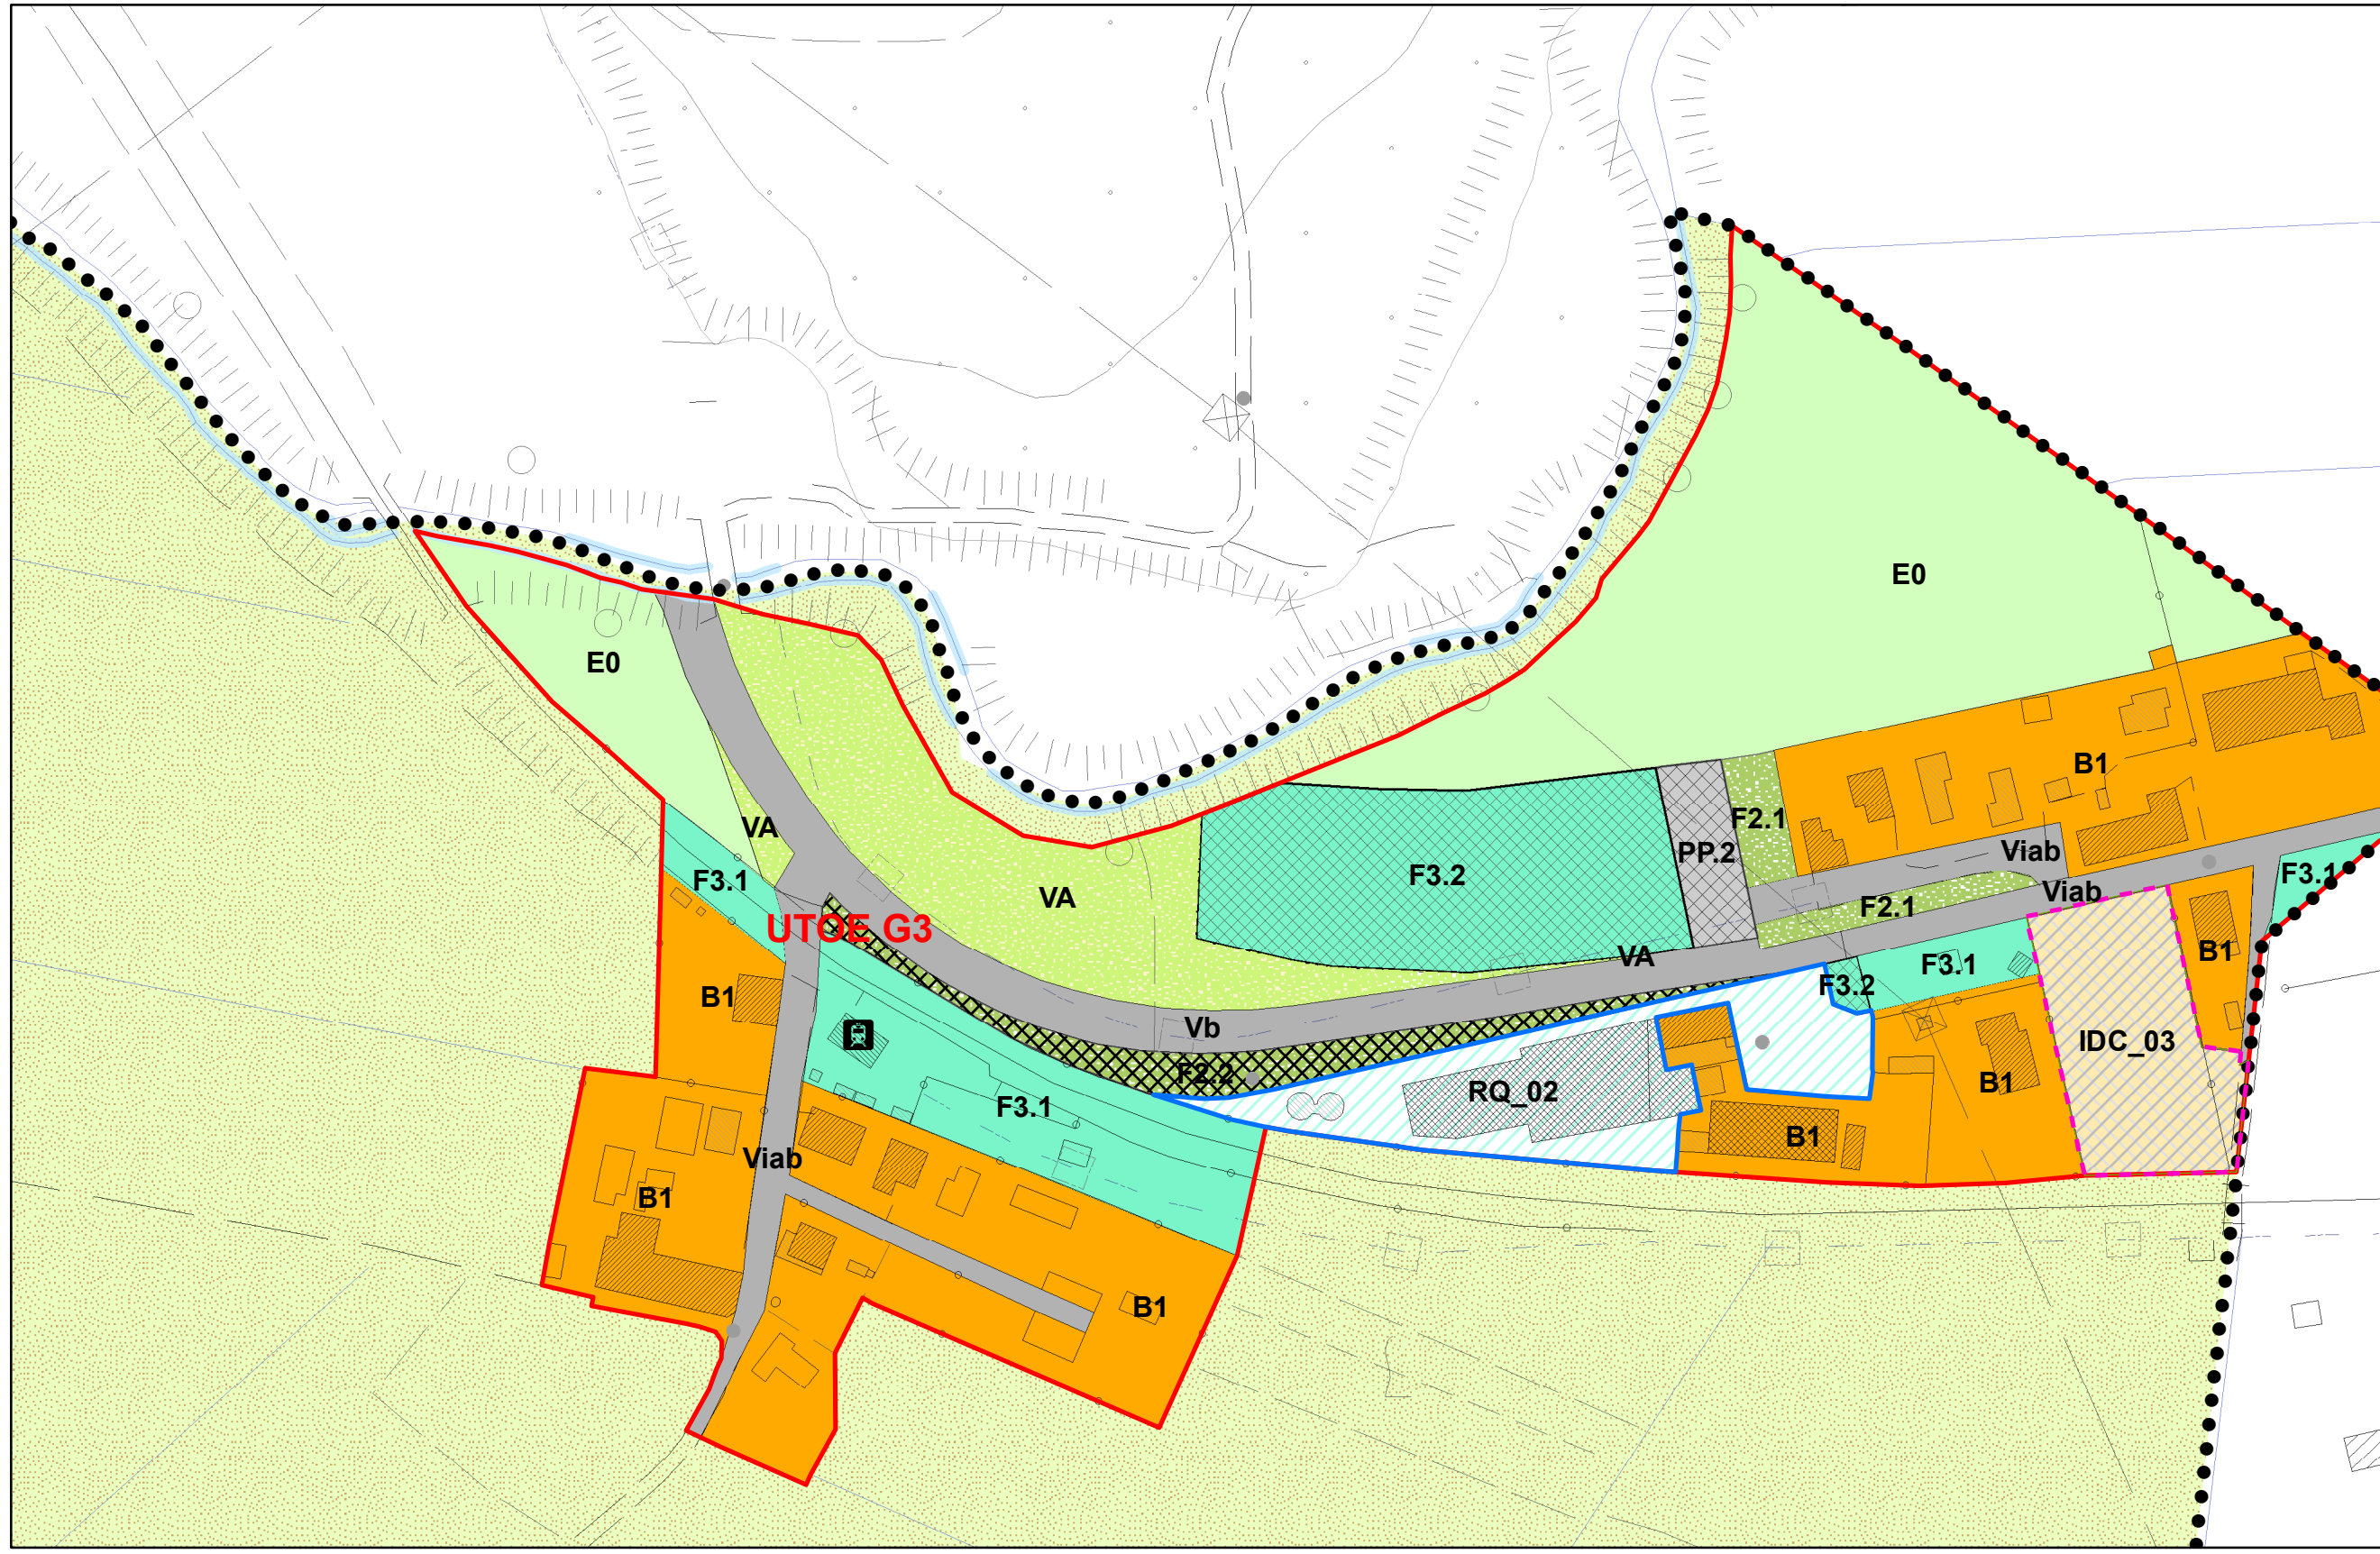 E0
E0
B1
VA
F2.1
PP.2
Viab
F3.1
F3.2
F3.1
Viab
VA
F2.1
UTOE G3
B1
VA
F3.1
F3.2
B1
Vb
IDC_03
F2.2
B1
RQ_02
F3.1
B1
Viab
B1
B1